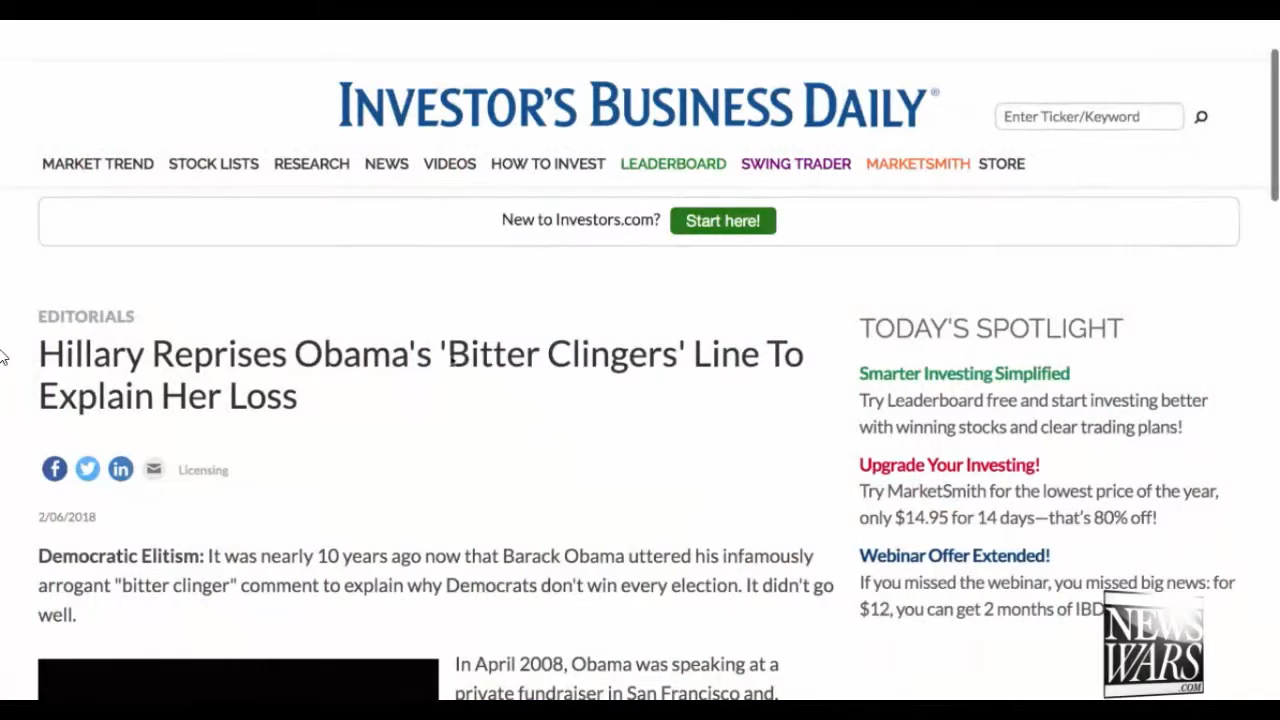 INVESTOR'S BUSINESS DAILY®
Enter Ticker/Keyword
MARKET TREND STOCK LISTS RESEARCH NEWS VIDEOS HOW TO INVEST LEADERBOARD SWING TRADER MARKETSMITH STORE
New to Investors.com? Start here!
EDITORIALS
Hillary Reprises Obama's 'Bitter Clingers' Line To
Explain Her Loss
Licensing
2/06/2018
Democratic Elitism: It was nearly 10 years ago now that Barack Obama uttered his infamously
arrogant "bitter clinger" comment to explain why Democrats don't win every election. It didn't go
well.
In April 2008, Obama was speaking at a
private fundraiser in San Francisco and,
TODAY'S SPOTLIGHT
Smarter Investing Simplified
Try Leaderboard free and start investing better
with winning stocks and clear trading plans!
Upgrade Your Investing!
Try MarketSmith for the lowest price of the year,
only $14.95 for 14 days—that's 80% off!
Webinar Offer Extended!
If you missed the webinar, you missed big news: for
$12, you can get 2 months of IBD
NEWS
WARS
.COM